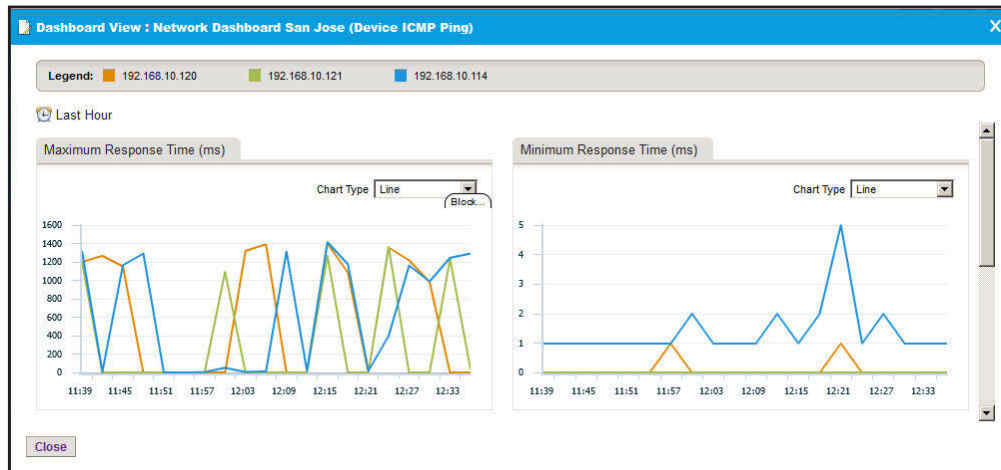 Dashboard View : Network Dashboard San Jose (Device ICMP Ping)
X
Legend: 192.168.10.120 192.168.10.121 192.168.10.114
Last Hour
Maximum Response Time (ms)
Chart Type Line
Block...
1600
1400
1200
1000
800
600
400
200
0
11:39 11:45 11:51 11:57 12:03 12:09 12:15 12:21 12:27 12:33
Minimum Response Time (ms)
Chart Type Line
5
4
3
2
1
0
11:39 11:45 11:51 11:57 12:03 12:09 12:15 12:21 12:27 12:33
Close